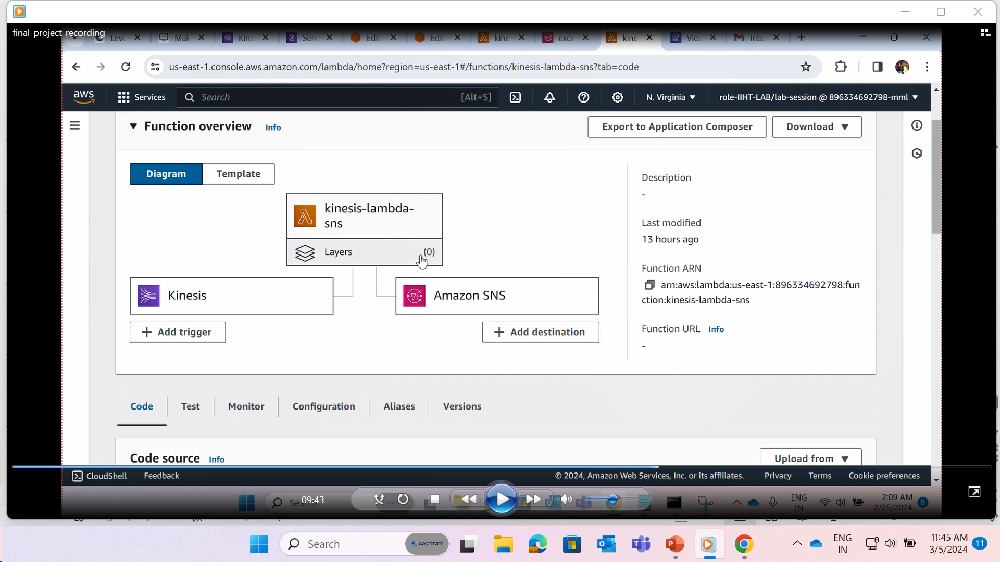 final_project_recording
Leve
Mak
Kine
Serv
Edit
Edit
kine
exce
kine
Viev
Inbo
us-east-1.console.aws.amazon.com/lambda/home?region=us-east-1#/functions/kinesis-lambda-sns?tab=code
aws
Services
Search
[Alt+S]
N. Virginia
role-IIHT-LAB/lab-session @ 896334692798-mml
Function overview
Info
Export to Application Composer
Download
Diagram
Template
kinesis-lambda-
sns
Layers
(0)
Kinesis
Amazon SNS
Add trigger
Add destination
Description
-
Last modified
13 hours ago
Function ARN
arn:aws:lambda:us-east-1:896334692798:fun
ction:kinesis-lambda-sns
Function URL
Info
-
Code
Test
Monitor
Configuration
Aliases
Versions
Code source
Info
Upload from
CloudShell
Feedback
© 2024, Amazon Web Services, Inc. or its affiliates.
Privacy
Terms
Cookie preferences
09:43
ENG
IN
2:09 AM
2/25/2024
8
Search
cognizant
ENG
IN
11:45 AM
3/5/2024
11